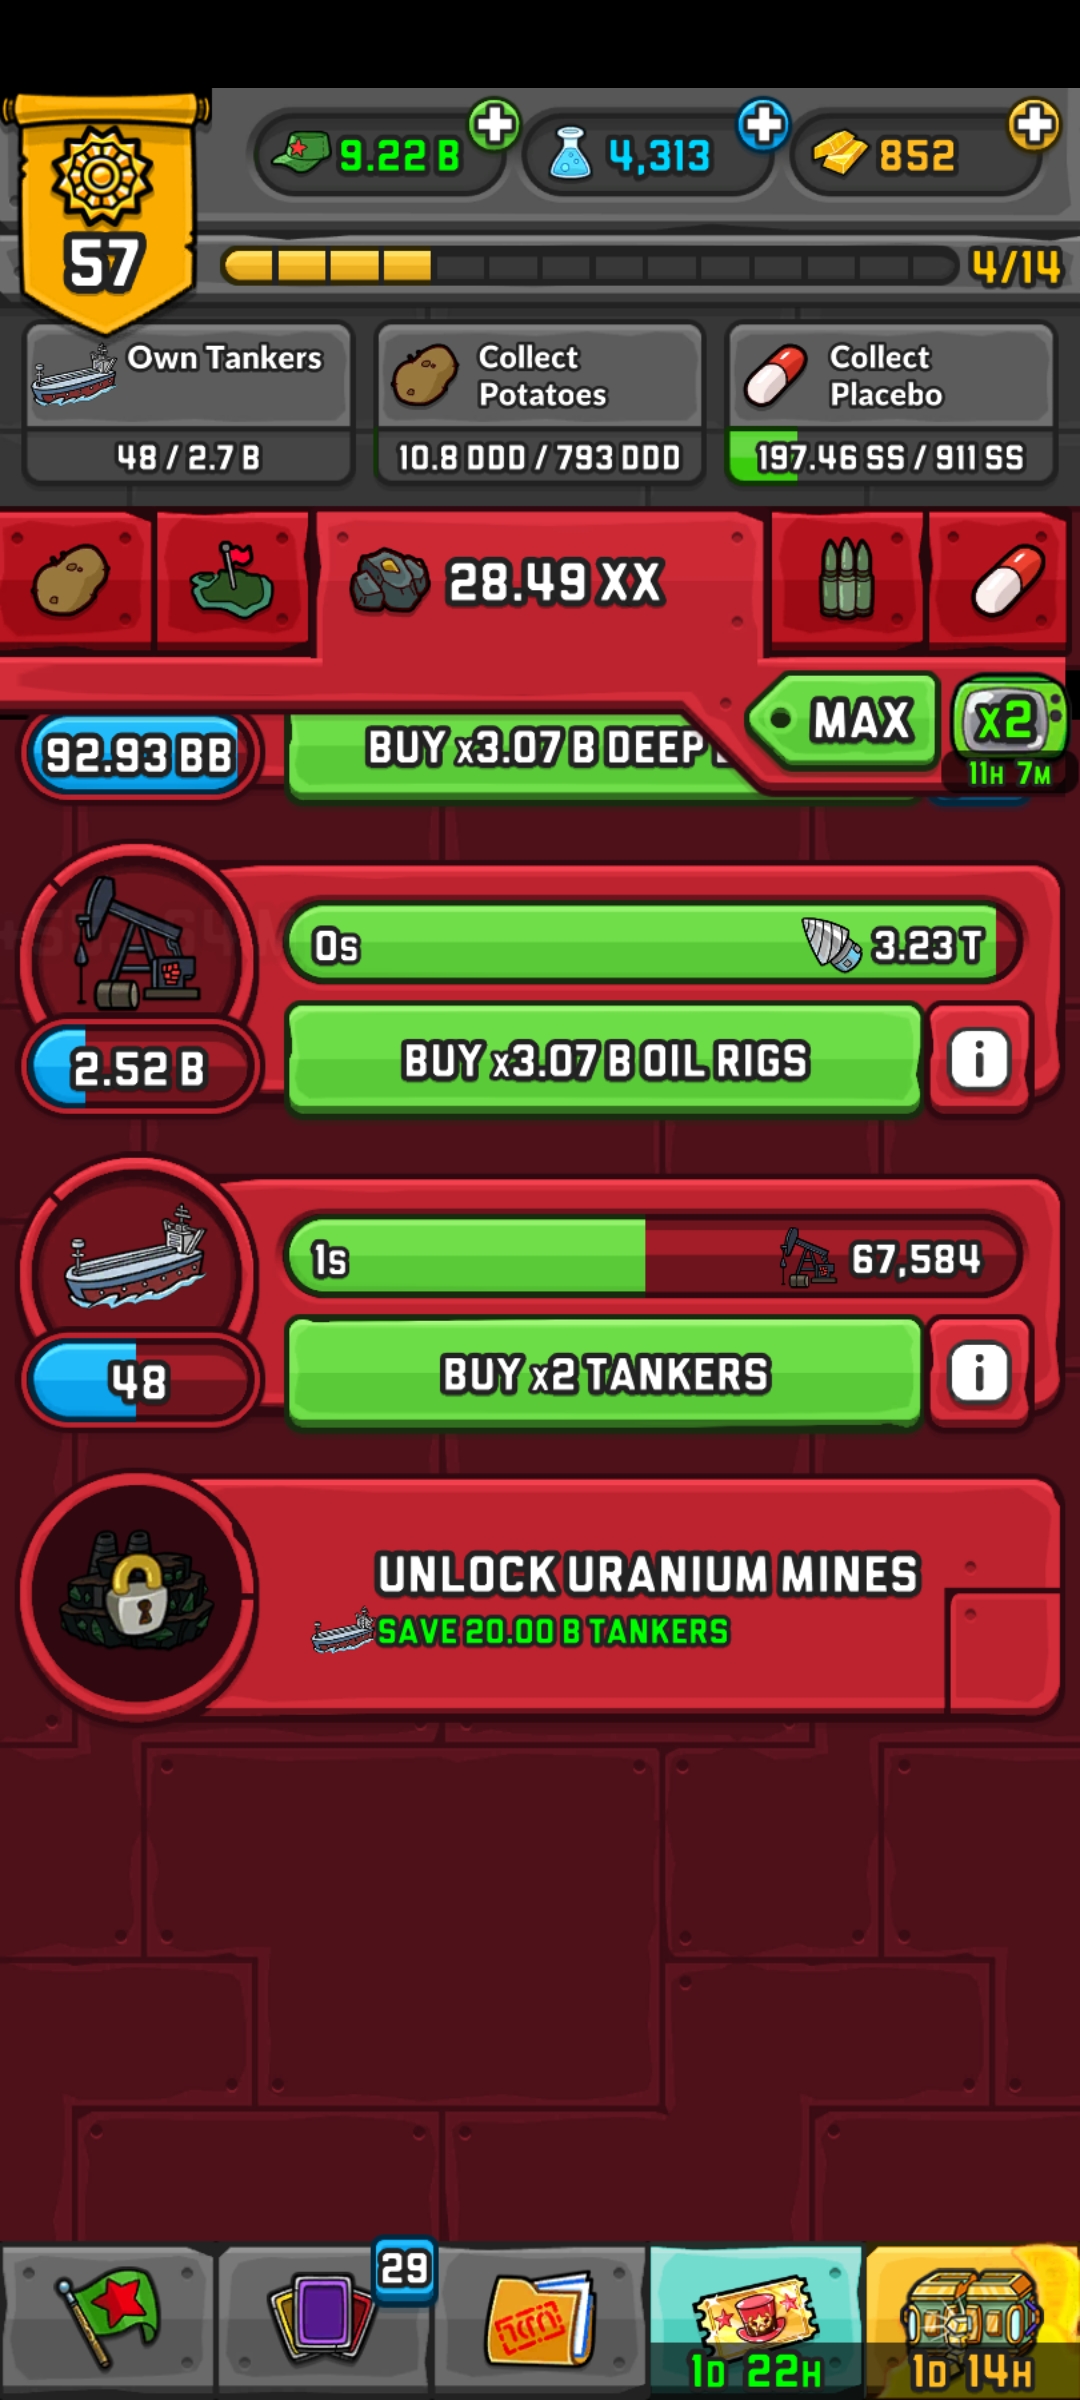 9.22 B
4,313
852
57
4/14
Own Tankers
48 / 2.7 B
Collect
Potatoes
10.8 DDD / 793 DDD
Collect
Placebo
197.46 SS / 911 SS
28.49 XX
MAX
x2
11H 7M
92.93 BB
BUY x3.07 B DEEP
0s
3.23 T
2.52 B
BUY x3.07 B OIL RIGS
i
1s
67,584
48
BUY x2 TANKERS
i
UNLOCK URANIUM MINES
SAVE 20.00 B TANKERS
29
1D 22H
1D 14H